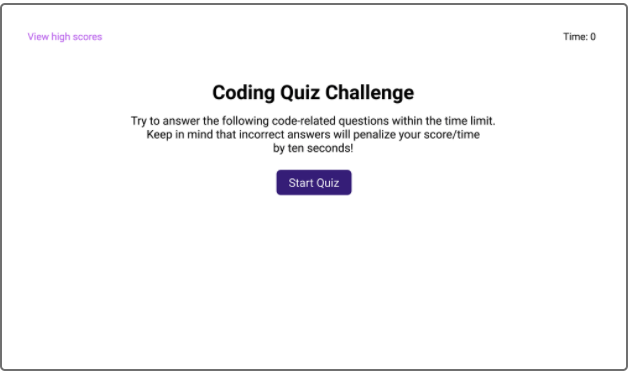 View high scores
Time: 0
Coding Quiz Challenge
Try to answer the following code-related questions within the time limit.
Keep in mind that incorrect answers will penalize your score/time
by ten seconds!
Start Quiz